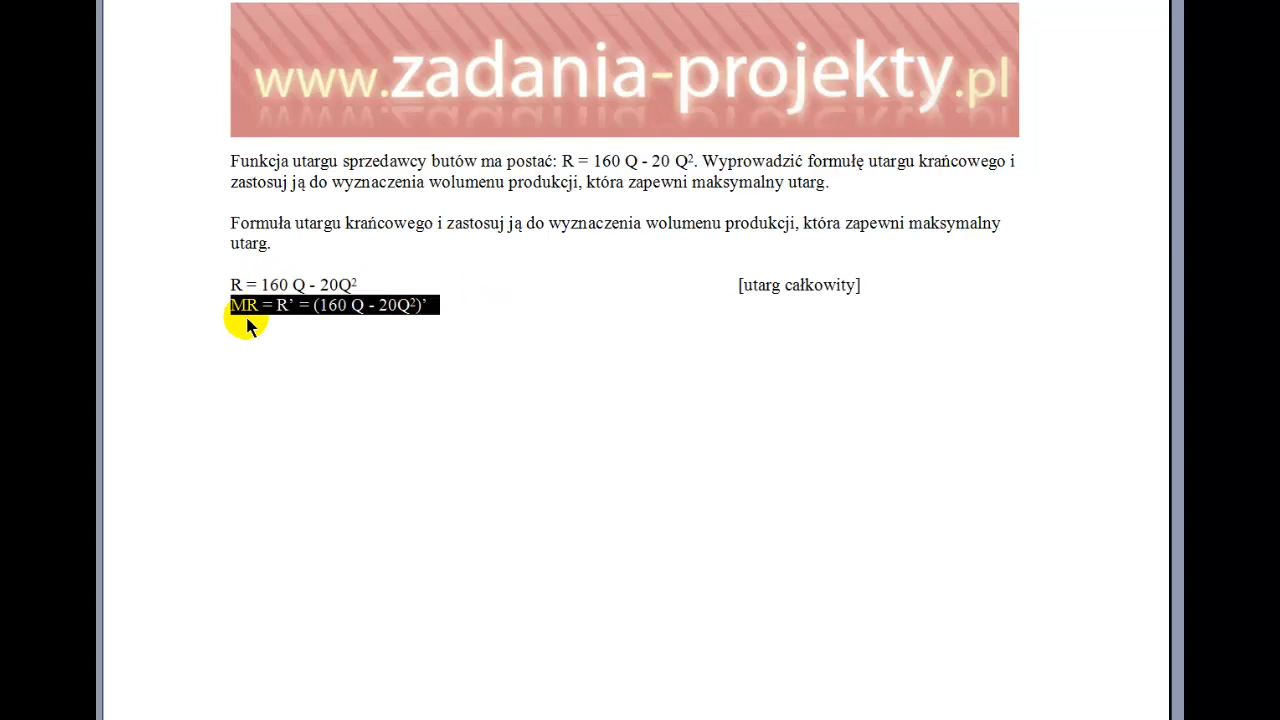 www.zadania-projekty.pl
Funkcja utargu sprzedawcy butów ma postać: R = 160 Q - 20 Q². Wyprowadzić formułę utargu krańcowego i
zastosuj ją do wyznaczenia wolumenu produkcji, która zapewni maksymalny utarg.
Formuła utargu krańcowego i zastosuj ją do wyznaczenia wolumenu produkcji, która zapewni maksymalny
utarg.
R = 160 Q - 20Q² [utarg całkowity]
MR = R’ = (160 Q - 20Q²)’